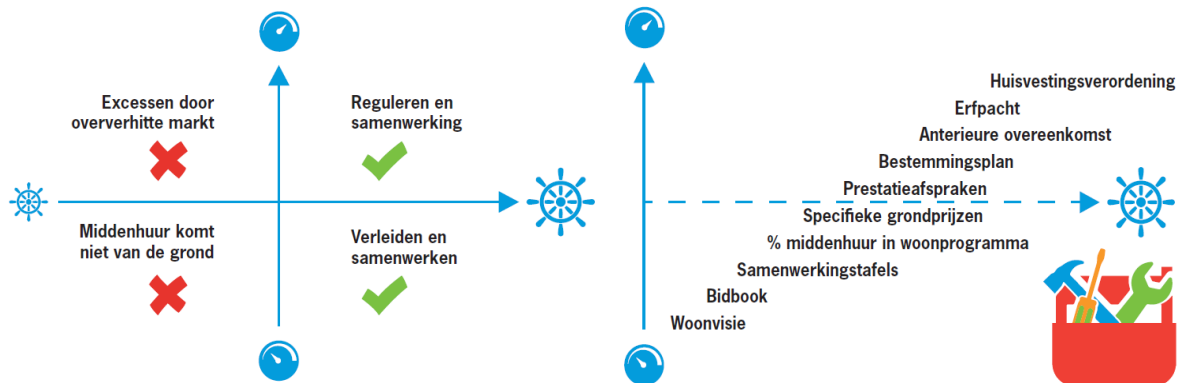 Excessen door
oververhitte markt
Reguleren en
samenwerking
Middenhuur komt
niet van de grond
Verleiden en
samenwerken
Huisvestingsverordening
Erfpacht
Anterieure overeenkomst
Bestemmingsplan
Prestatieafspraken
Specifieke grondprijzen
% middenhuur in woonprogramma
Samenwerkingstafels
Bidbook
Woonvisie